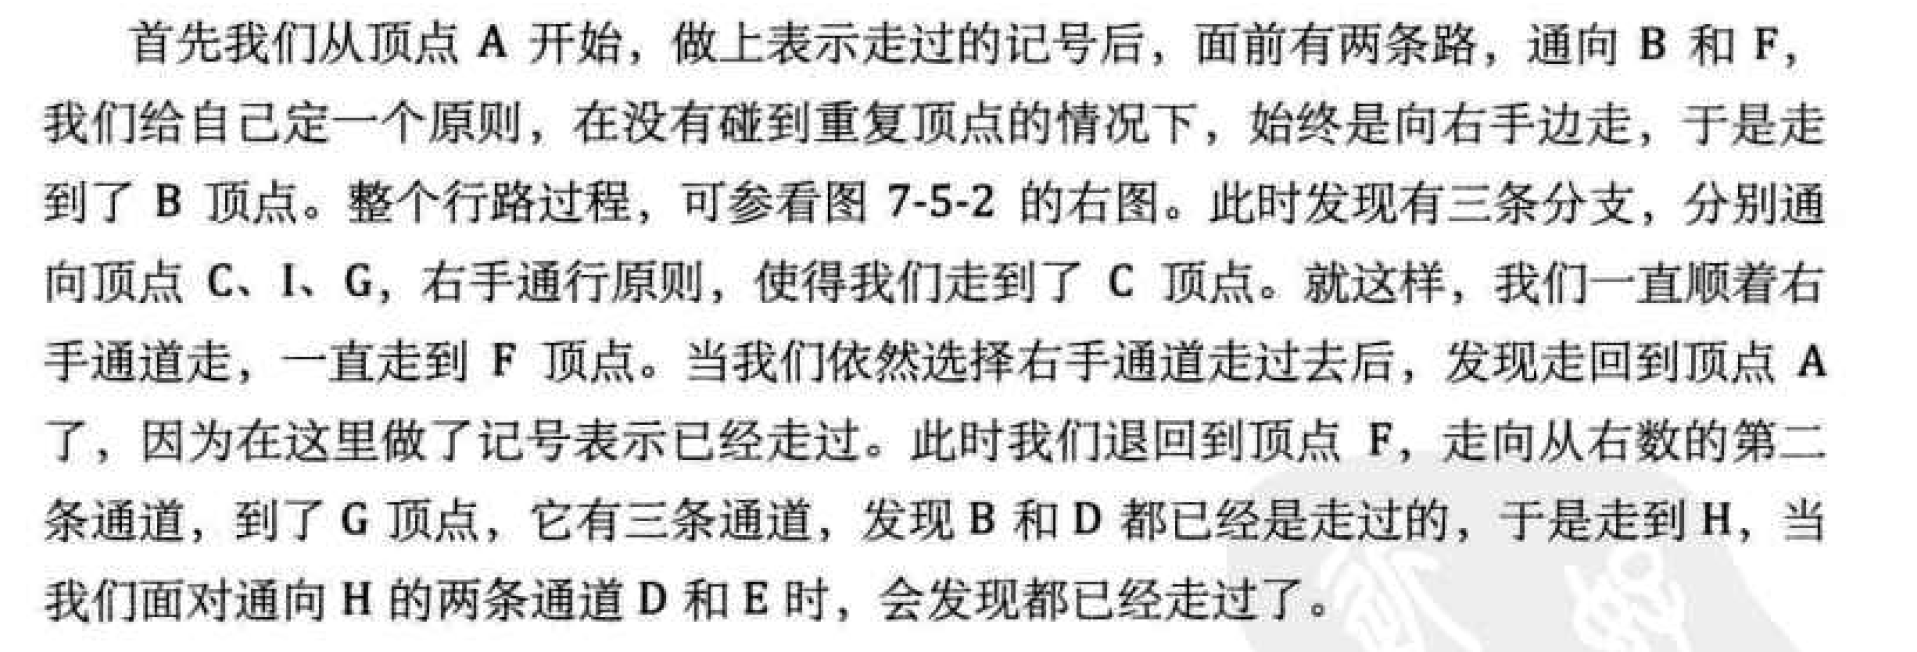 首先我们从顶点 A 开始，做上表示走过的记号后，面前有两条路，通向 B 和 F，
我们给自己定一个原则，在没有碰到重复顶点的情况下，始终是向右手边走，于是走
到了 B 顶点。整个行路过程，可参看图 7-5-2 的右图。此时发现有三条分支，分别通
向顶点 C、I、G，右手通行原则，使得我们走到了 C 顶点。就这样，我们一直顺着右
手通道走，一直走到 F 顶点。当我们依然选择右手通道走过去后，发现走回到顶点 A
了，因为在这里做了记号表示已经走过。此时我们退回到顶点 F，走向从右数的第二
条通道，到了 G 顶点，它有三条通道，发现 B 和 D 都已经是走过的，于是走到 H，当
我们面对通向 H 的两条通道 D 和 E 时，会发现都已经走过了。